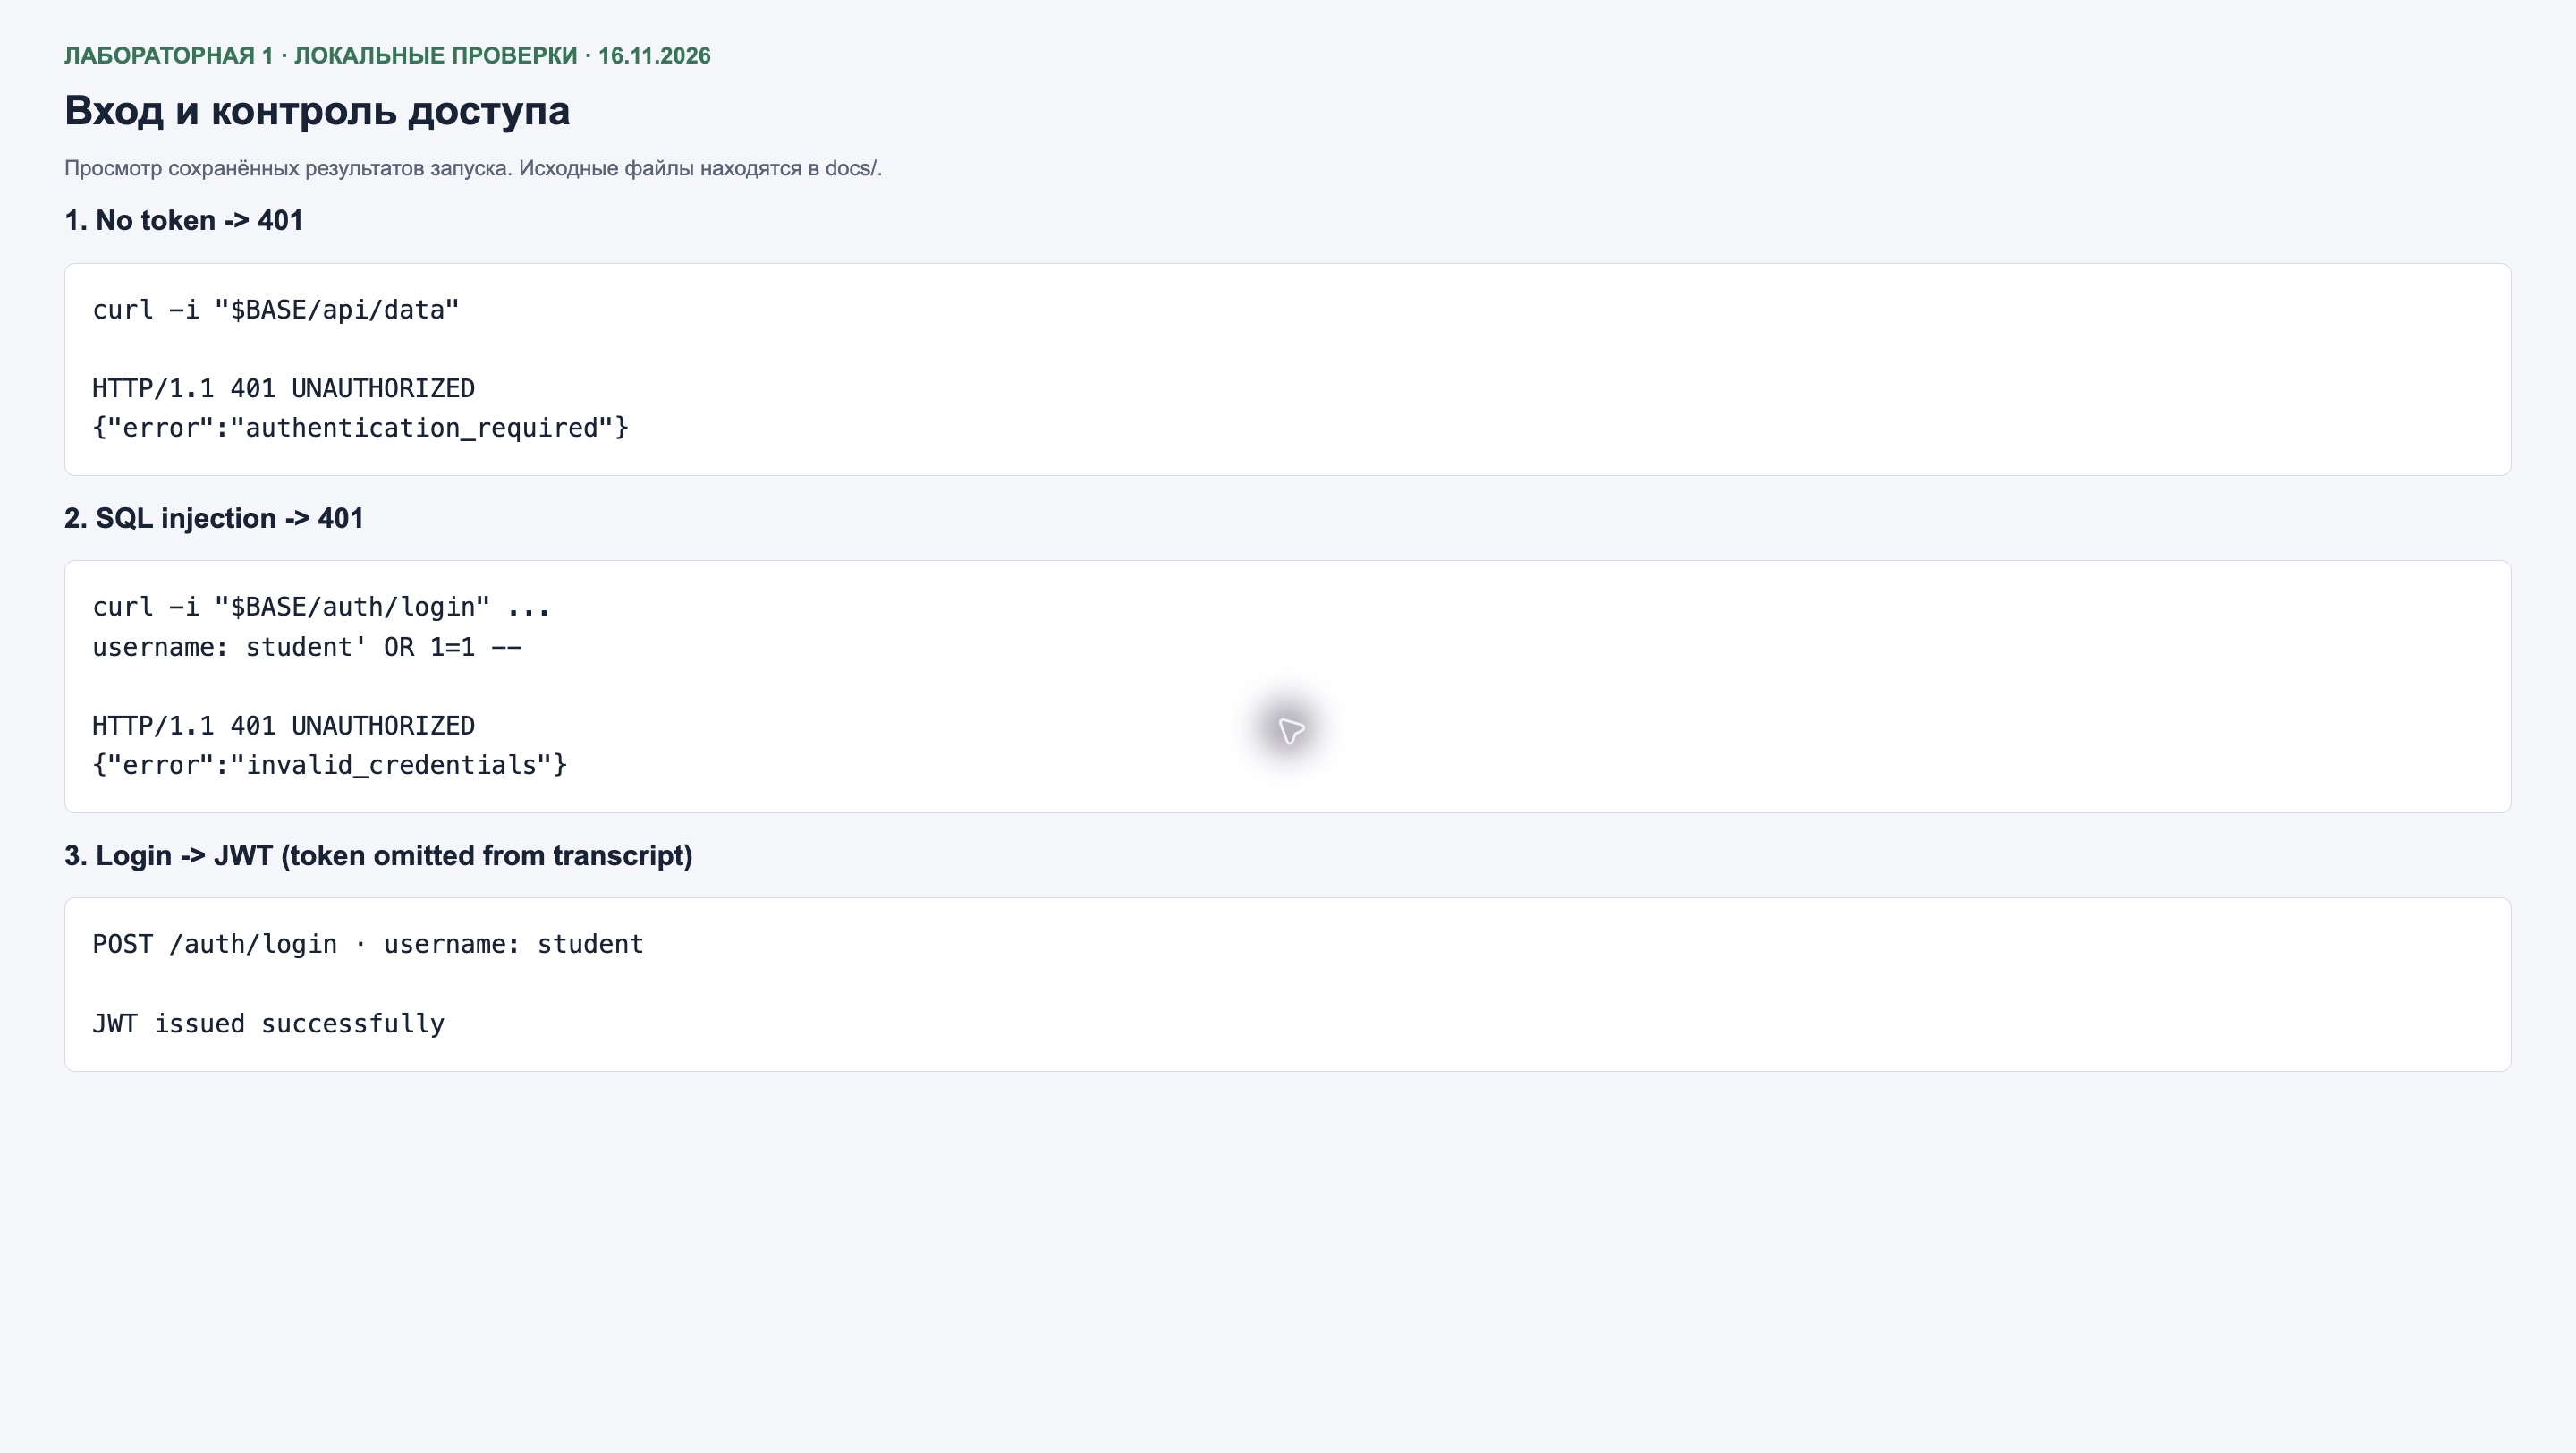 ЛАБОРАТОРНАЯ 1 · ЛОКАЛЬНЫЕ ПРОВЕРКИ · 16.11.2026
Вход и контроль доступа
Просмотр сохранённых результатов запуска. Исходные файлы находятся в docs/.
1. No token -> 401
curl -i "$BASE/api/data"
HTTP/1.1 401 UNAUTHORIZED
{"error":"authentication_required"}
2. SQL injection -> 401
curl -i "$BASE/auth/login" ...
username: student' OR 1=1 --
HTTP/1.1 401 UNAUTHORIZED
{"error":"invalid_credentials"}
3. Login -> JWT (token omitted from transcript)
POST /auth/login · username: student
JWT issued successfully